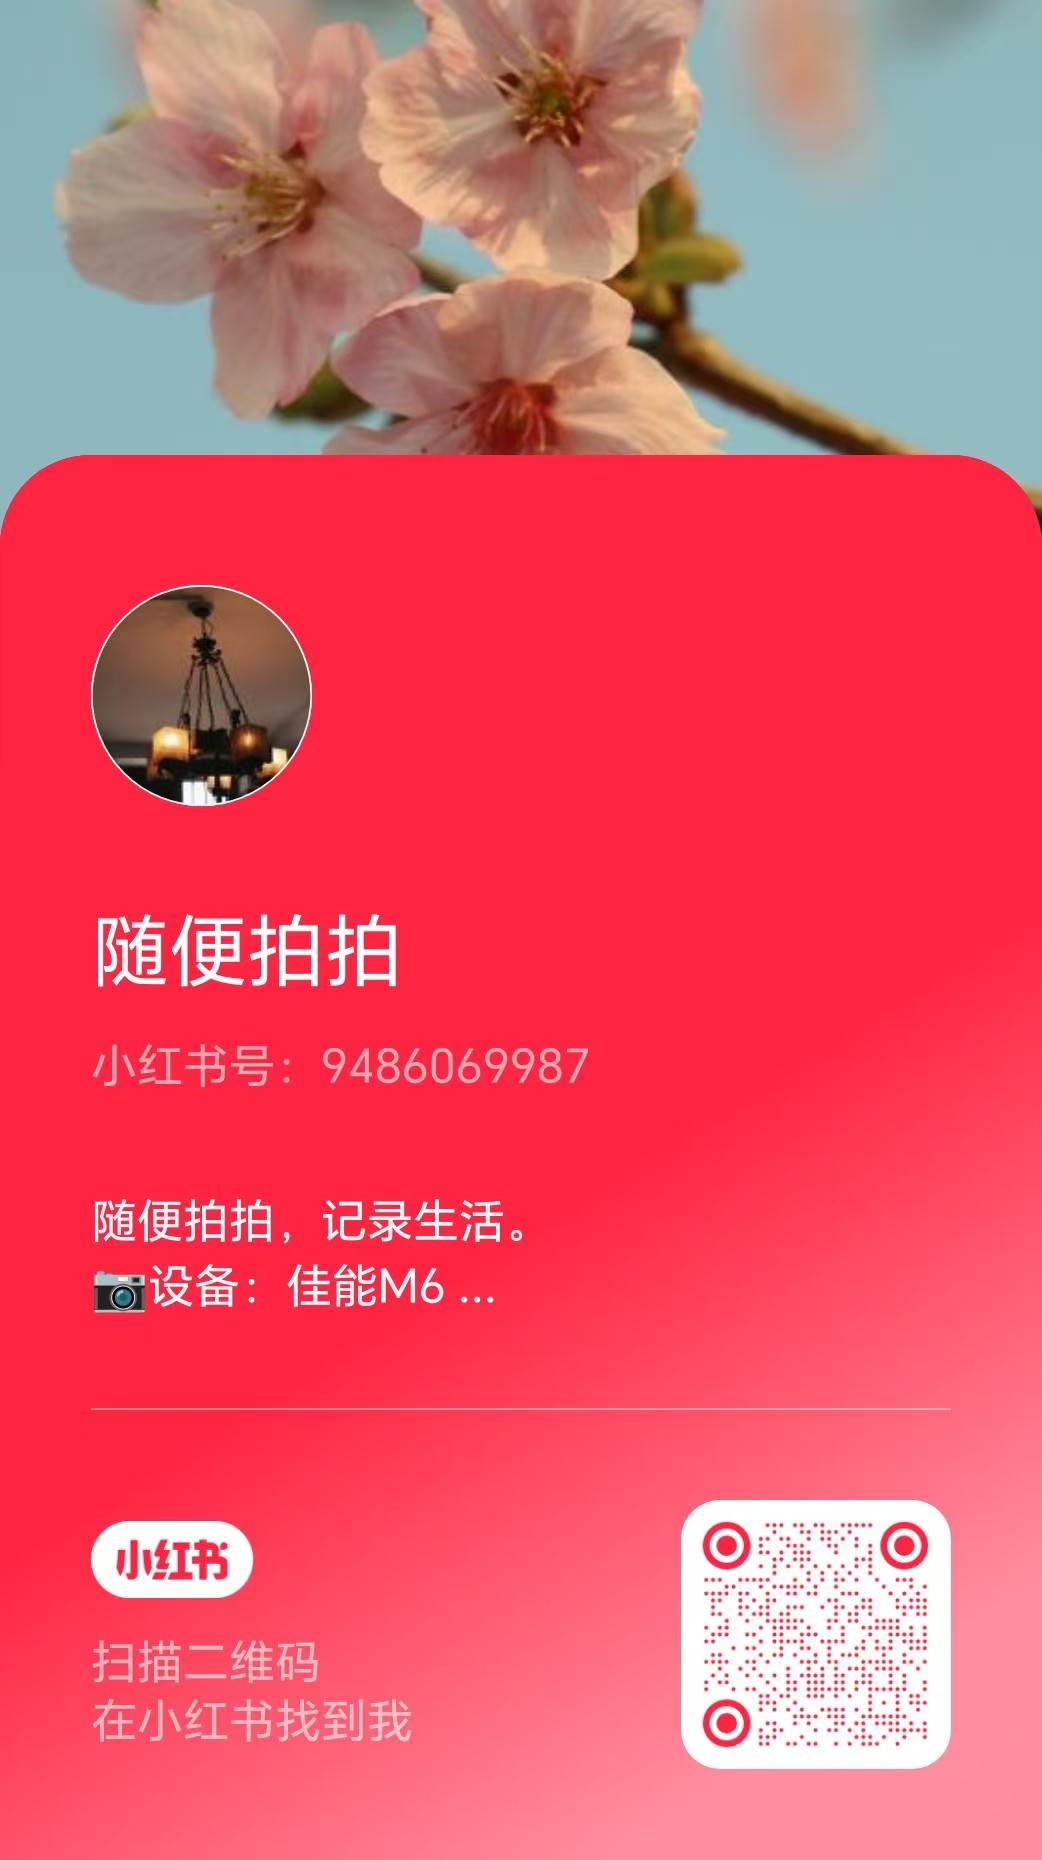 随便拍拍
小红书号：9486069987
随便拍拍，记录生活。
📷设备：佳能M6 ...
小红书
扫描二维码
在小红书找到我